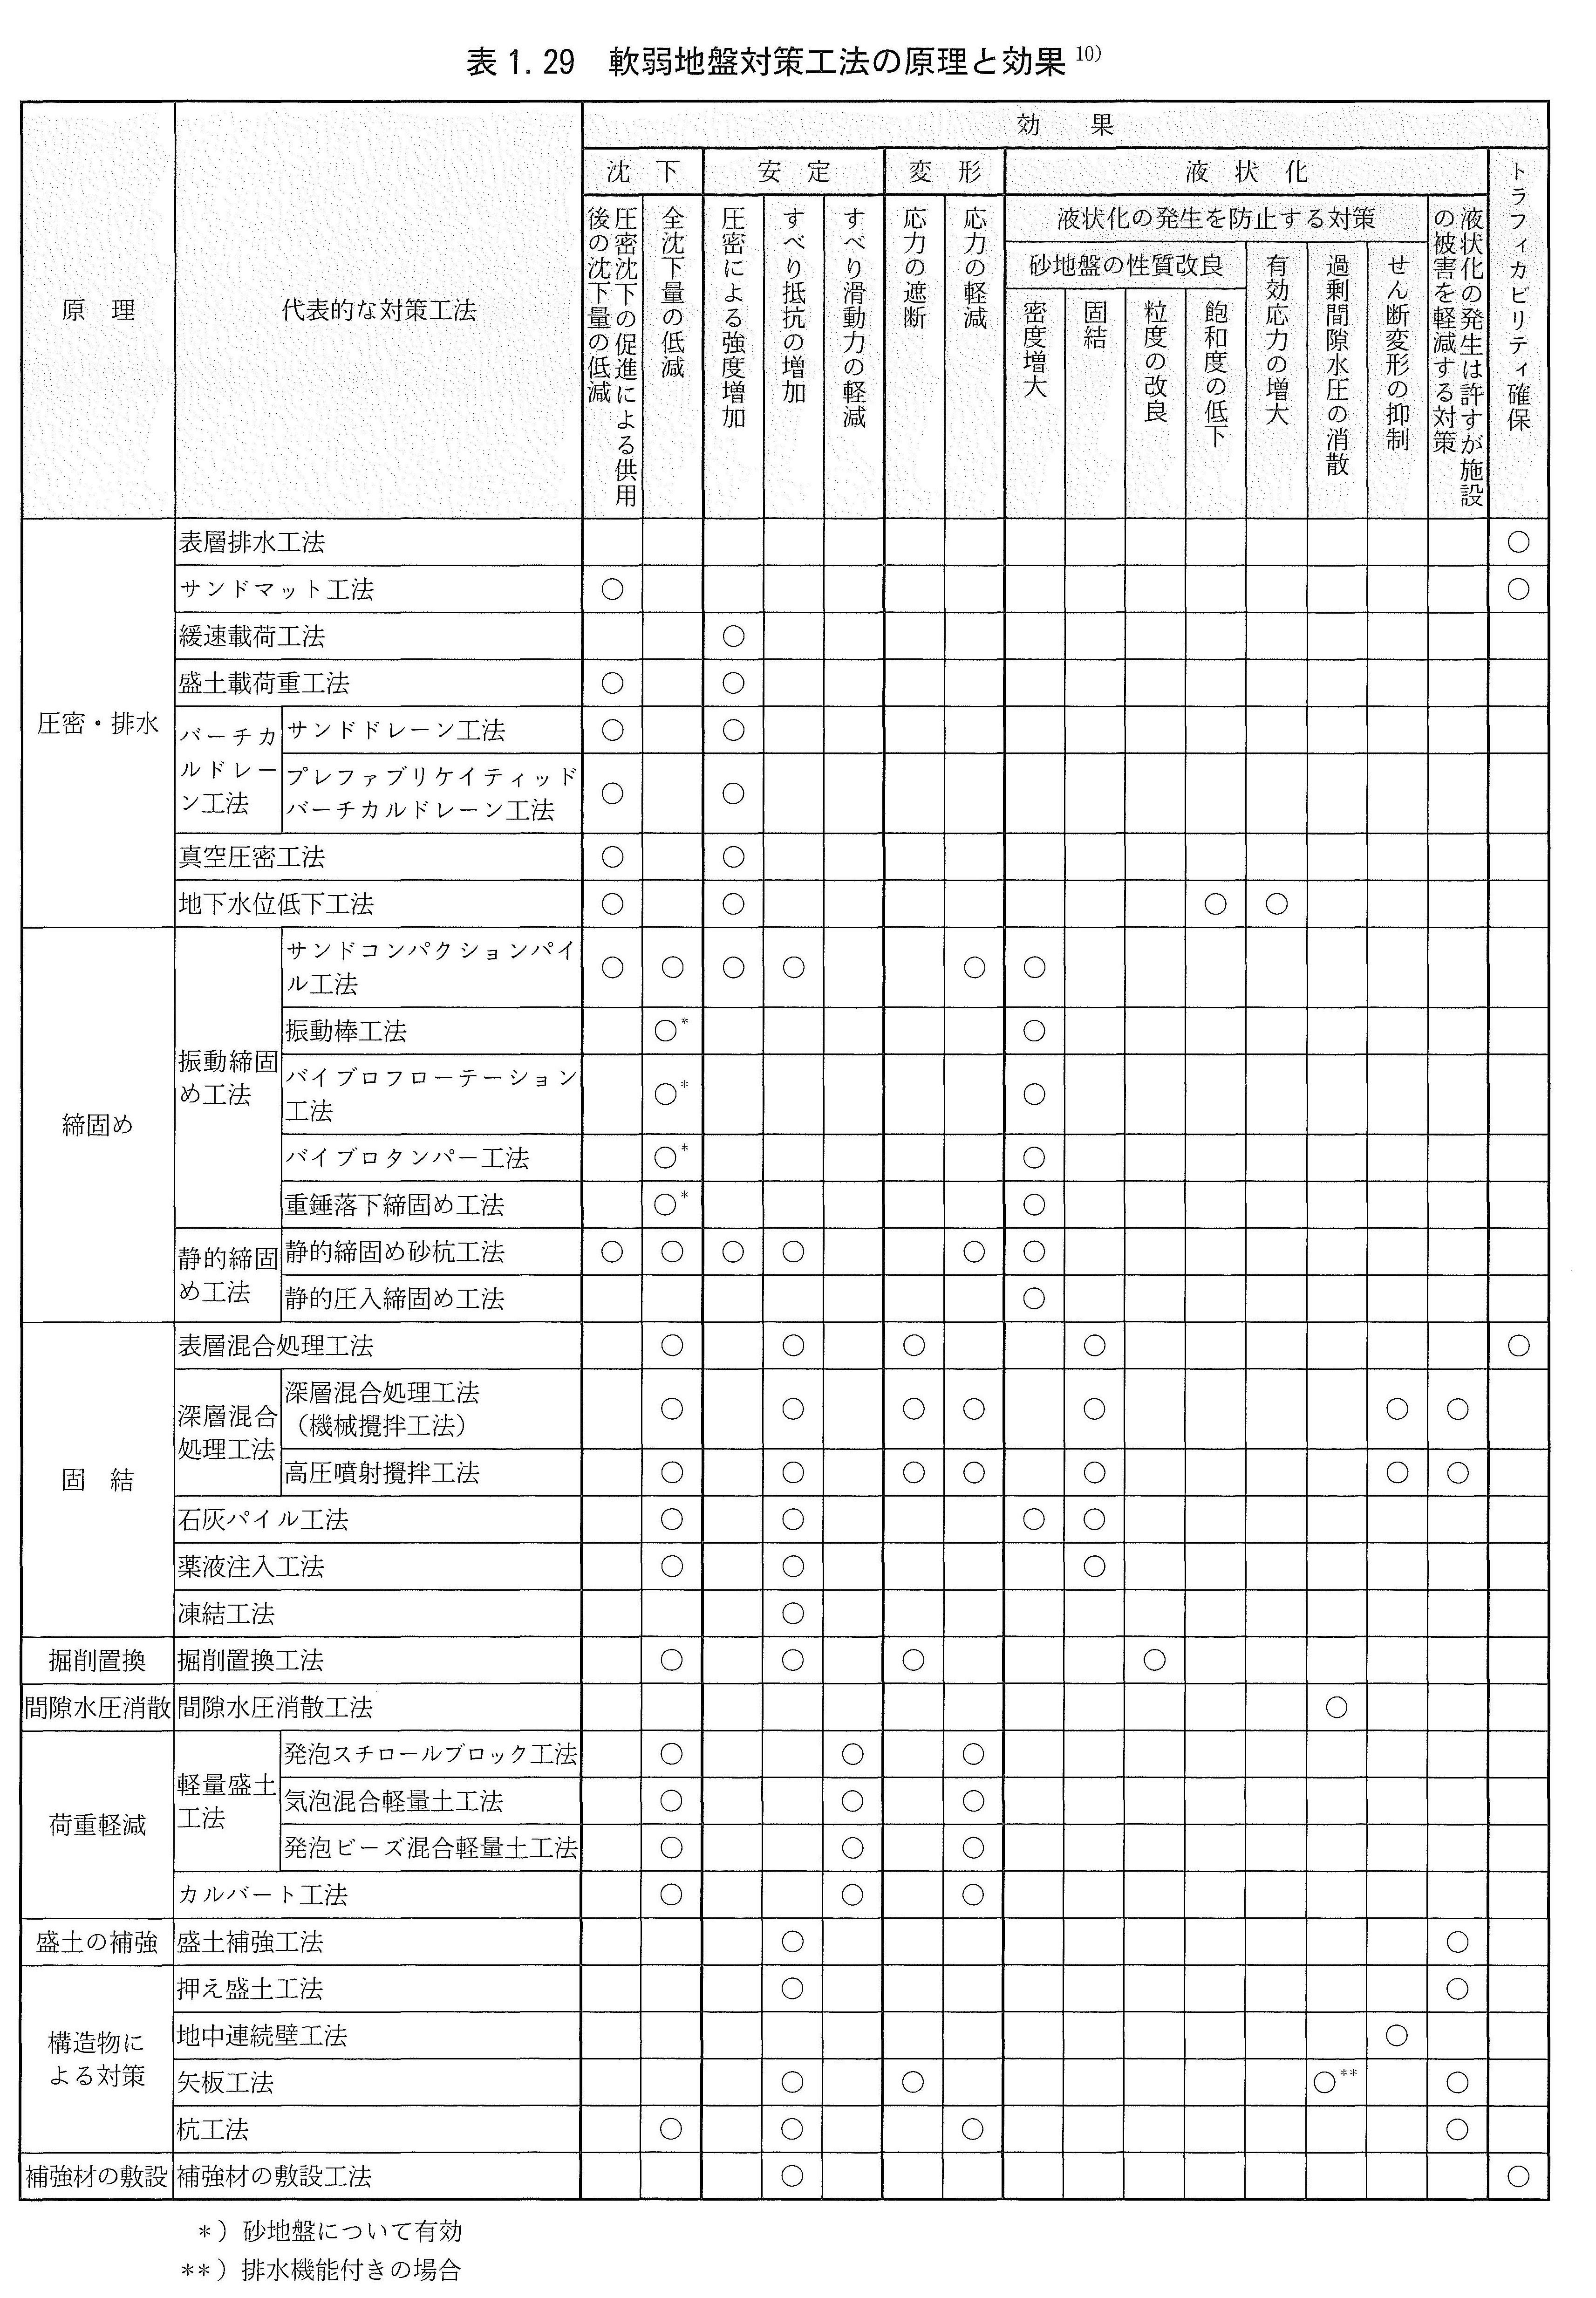 表 1. 29　軟弱地盤対策工法の原理と効果 10)
原　理
代表的な対策工法
効　　果
沈　下
安　定
変　形
液　状　化
トラフィカビリティ確保
圧密沈下の促進による供用後の沈下量の低減
全沈下量の低減
圧密による強度増加
すべり抵抗の増加
すべり滑動力の軽減
応力の遮断
応力の軽減
液状化の発生を防止する対策
液状化の発生は許すが施設の被害を軽減する対策
砂地盤の性質改良
有効応力の増大
過剰間隙水圧の消散
せん断変形の抑制
密度増大
固結
粒度の改良
飽和度の低下
圧密・排水
表層排水工法 ○
サンドマット工法 ○ ○
緩速載荷工法 ○
盛土載荷重工法 ○ ○
バーチカ
ルドレー
ン工法
サンドドレーン工法 ○ ○
プレファブリケイティッド
バーチカルドレーン工法 ○ ○
真空圧密工法 ○ ○
地下水位低下工法 ○ ○ ○ ○
締固め
振動締固
め工法
サンドコンパクションパイ
ル工法 ○ ○ ○ ○ ○ ○
振動棒工法 ○* ○
バイブロフローテーション
工法 ○* ○
バイブロタンパー工法 ○* ○
重錘落下締固め工法 ○* ○
静的締固
め工法
静的締固め砂杭工法 ○ ○ ○ ○ ○ ○
静的圧入締固め工法 ○
固　結
表層混合処理工法 ○ ○ ○ ○ ○
深層混合
処理工法
深層混合処理工法
（機械攪拌工法） ○ ○ ○ ○ ○ ○ ○
高圧噴射攪拌工法 ○ ○ ○ ○ ○ ○ ○
石灰パイル工法 ○ ○ ○ ○
薬液注入工法 ○ ○ ○
凍結工法 ○
掘削置換
掘削置換工法 ○ ○ ○ ○
間隙水圧消散
間隙水圧消散工法 ○
荷重軽減
軽量盛土
工法
発泡スチロールブロック工法 ○ ○ ○
気泡混合軽量土工法 ○ ○ ○
発泡ビーズ混合軽量土工法 ○ ○ ○
カルバート工法 ○ ○ ○
盛土の補強
盛土補強工法 ○ ○
構造物に
よる対策
押え盛土工法 ○ ○
地中連続壁工法 ○
矢板工法 ○ ○ ○** ○
杭工法 ○ ○ ○ ○
補強材の敷設
補強材の敷設工法 ○ ○
＊）砂地盤について有効
＊＊）排水機能付きの場合